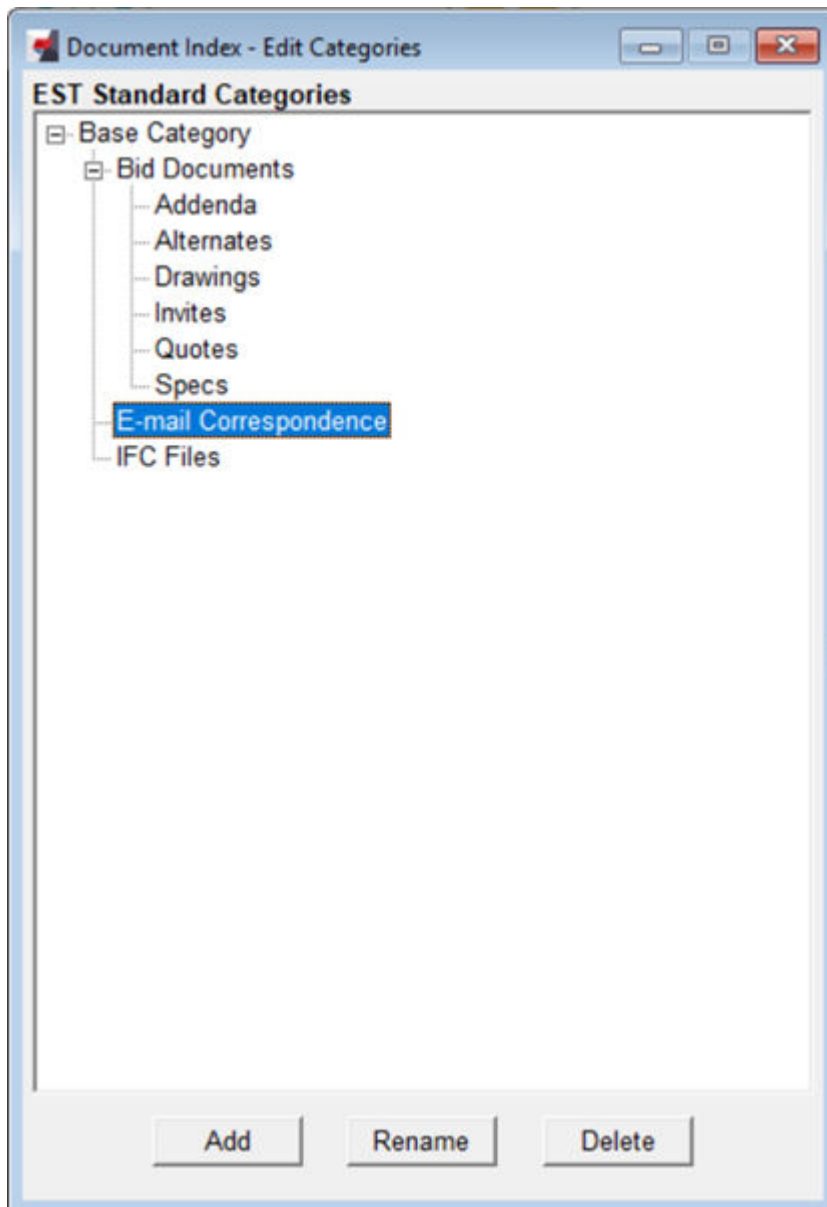 Document Index - Edit Categories
EST Standard Categories
Base Category
Bid Documents
Addenda
Alternates
Drawings
Invites
Quotes
Specs
E-mail Correspondence
IFC Files
Add Rename Delete